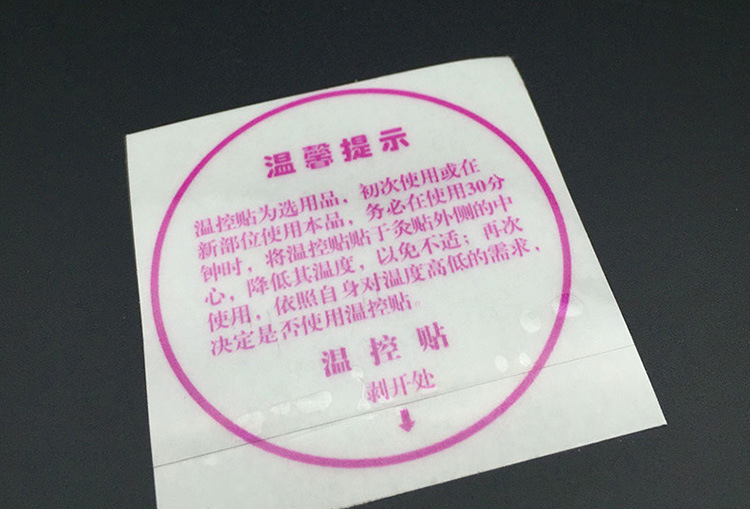 温馨提示
温控贴为选用品，初次使用或在
新部位使用本品，务必在使用30分
钟时，将温控贴贴于灸贴外侧的中
心，降低其温度，以免不适；再次
使用，依照自身对温度高低的需求，
决定是否使用温控贴。
温控贴
剥开处